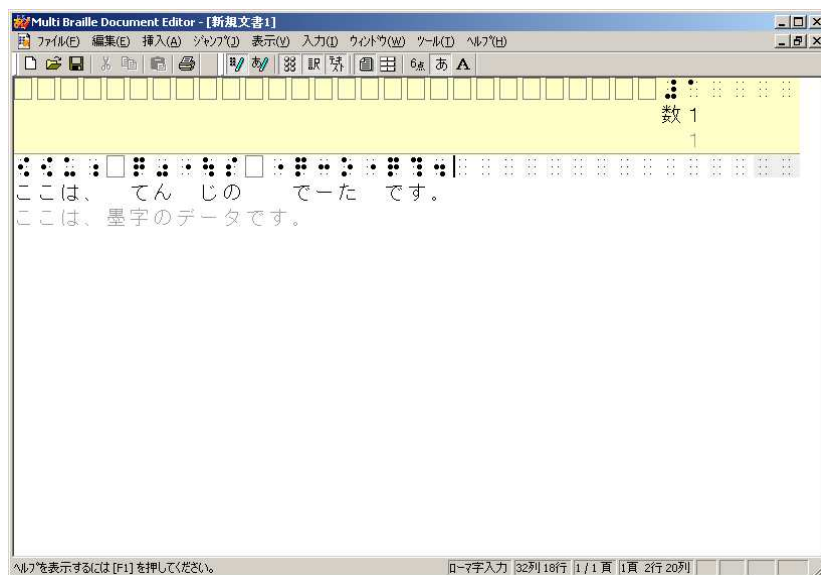 Multi Braille Document Editor - [新規文書1]
ファイル(F) 編集(E) 挿入(A) ジャンプ(J) 表示(V) 入力(I) ウィンドウ(W) ツール(T) ヘルプ(H)
訳 6点 あ A
数 1
1
ここは、 てん じの でーた です。
ここは、墨字のデータです。
ヘルプを表示するには [F1] を押してください。 ローマ字入力 32列 18行 1 / 1 頁 1頁 2行 20列